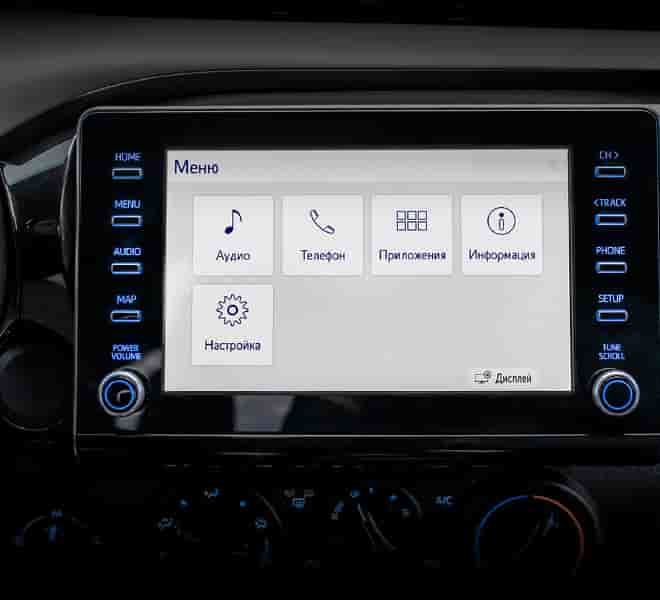 HOME
MENU
AUDIO
MAP
POWER
VOLUME
Меню
Аудио
Телефон
Приложения
Информация
Настройка
Дисплей
CH >
< TRACK
PHONE
SETUP
TUNE
SCROLL
A/C